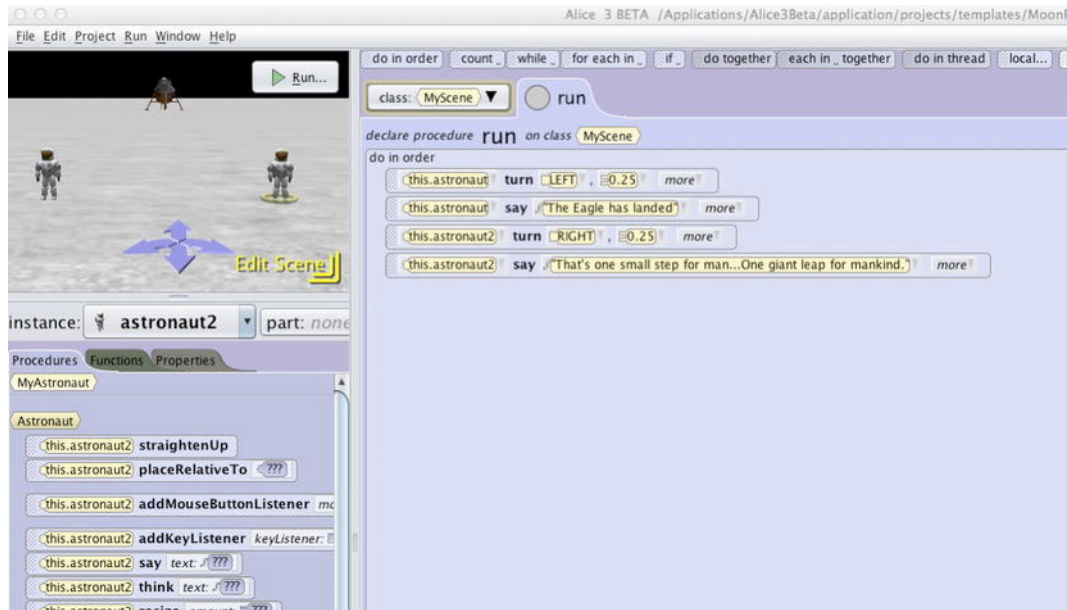 Alice 3 BETA /Applications/Alice3Beta/application/projects/templates/Moon
File Edit Project Run Window Help
Run...
Edit Scene
instance: astronaut2 part: none
Procedures Functions Properties
MyAstronaut
Astronaut
this.astronaut2 straightenUp
this.astronaut2 placeRelativeTo ???
this.astronaut2 addMouseButtonListener
this.astronaut2 addKeyListener keyListener:
this.astronaut2 say text: ???
this.astronaut2 think text: ???
this.astronaut2 resize amount: ???
do in order count _ while _ for each in _ if _ do together each in _ together do in thread local...
class: MyScene run
declare procedure run on class MyScene
do in order
this.astronaut turn LEFT , 0.25 more
this.astronaut say "The Eagle has landed" more
this.astronaut2 turn RIGHT , 0.25 more
this.astronaut2 say "That's one small step for man...One giant leap for mankind." more